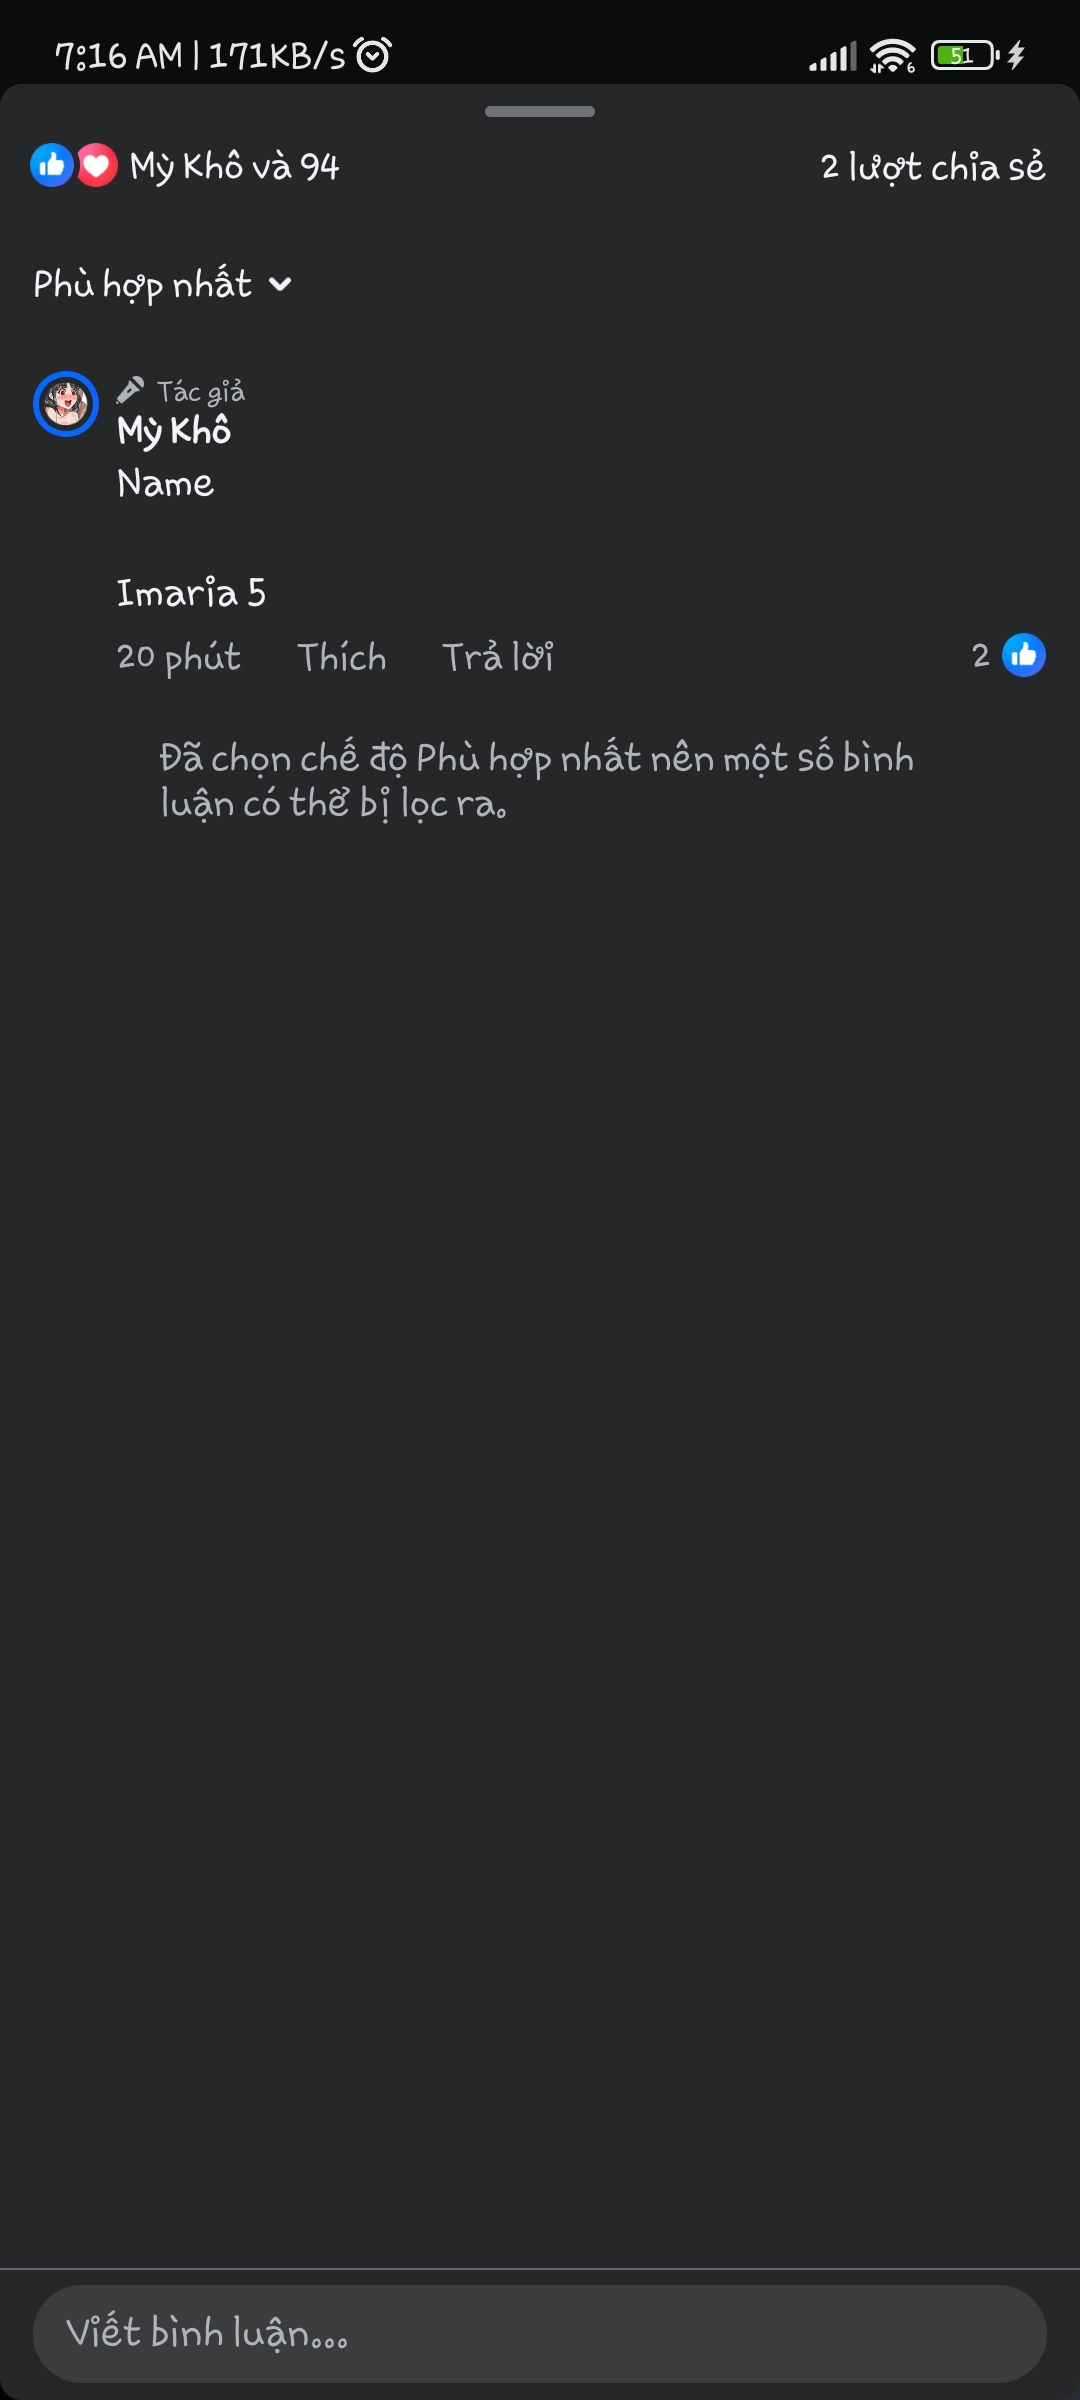 7:16 AM | 171KB/s
6
51
Mỳ Khô và 94
2 lượt chia sẻ
Phù hợp nhất
Tác giả
Mỳ Khô
Name
Imaria 5
20 phút Thích Trả lời 2
Đã chọn chế độ Phù hợp nhất nên một số bình
luận có thể bị lọc ra.
Viết bình luận...